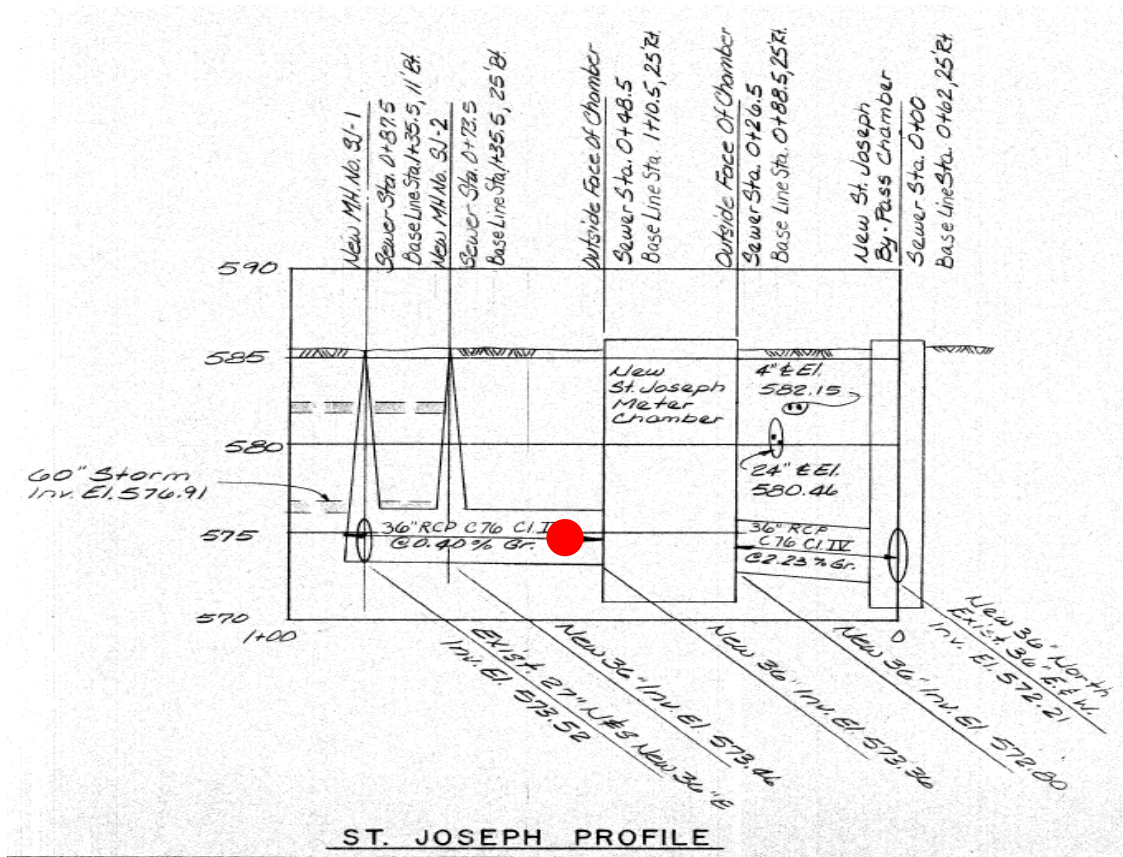 New MH. No. SJ-1
Sewer Sta. 0+87.5
Base Line Sta. 1+35.5, 11' Rt.
New MH No. SJ-2
Sewer Sta. 0+73.5
Base Line Sta. 1+35.5, 25' Rt.
Outside Face Of Chamber
Sewer Sta. 0+48.5
Base Line Sta. 1+10.5, 25' Rt.
Outside Face Of Chamber
Sewer Sta. 0+26.5
Base Line Sta. 0+88.5, 25' Rt.
New St. Joseph
By-Pass Chamber
Sewer Sta. 0+00
Base Line Sta. 0+62, 25' Rt.
590
585
580
575
570
1+00
0
60" Storm
Inv. El. 576.91
New
St. Joseph
Meter
Chamber
4" ℄ El.
582.15
24" ℄ El.
580.46
36" RCP C76 Cl.
@ 0.40 % Gr.
36" RCP
C76 Cl. IV
@ 2.23 % Gr.
Exist. 27" N & S New 36" E
Inv. El. 573.52
New 36" Inv. El. 573.46
New 36" Inv. El. 573.36
New 36" Inv. El. 572.80
New 36" North
Exist. 36" E. & W.
Inv. El. 572.21
ST. JOSEPH PROFILE